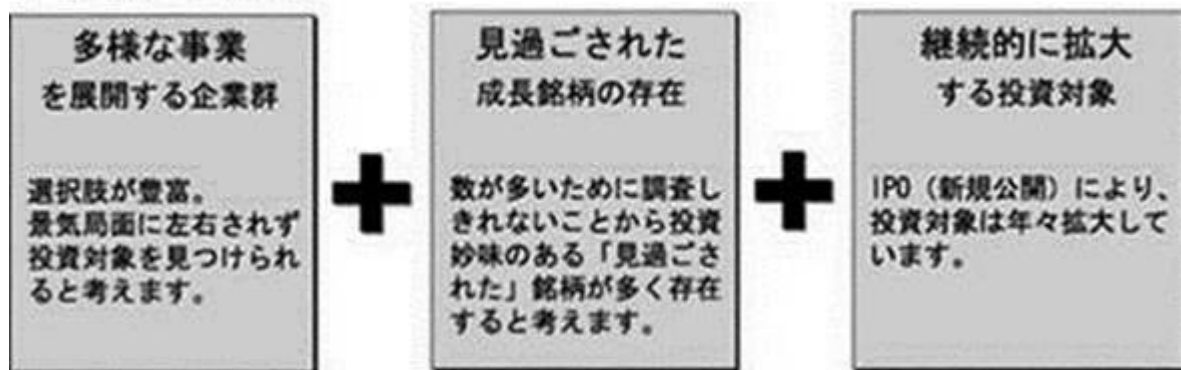 多様な事業
を展開する企業群
選択肢が豊富。
景気局面に左右されず
投資対象を見つけられ
ると考えます。
見過ごされた
成長銘柄の存在
数が多いために調査し
きれないことから投資
妙味のある「見過ごさ
れた」銘柄が多く存在
すると考えます。
継続的に拡大
する投資対象
IPO(新規公開)により、
投資対象は年々拡大して
います。